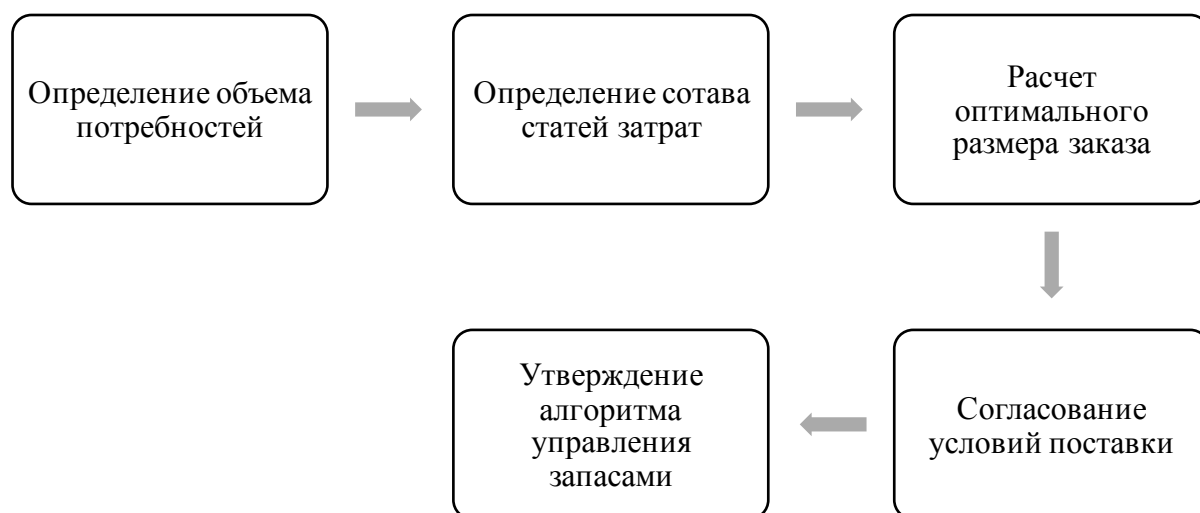 Определение объема
потребностей
Определение сотава
статей затрат
Расчет
оптимального
размера заказа
Согласование
условий поставки
Утверждение
алгоритма
управления
запасами